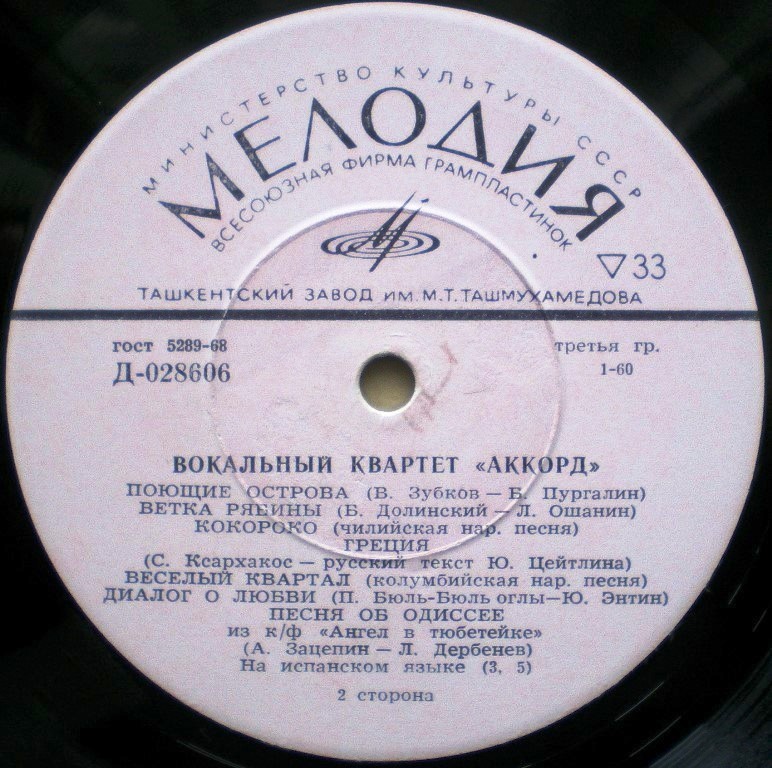 МИНИСТЕРСТВО КУЛЬТУРЫ СССР
МЕЛОДИЯ
ВСЕСОЮЗНАЯ ФИРМА ГРАМПЛАСТИНОК
▽33
ТАШКЕНТСКИЙ ЗАВОД ИМ. М.Т.ТАШМУХАМЕДОВА
гост 5289-68
третья гр.
Д-028606
1-60
ВОКАЛЬНЫЙ КВАРТЕТ «АККОРД»
ПОЮЩИЕ ОСТРОВА (В. Зубков — Б. Пургалин)
ВЕТКА РЯБИНЫ (Б. Долинский — Л. Ошанин)
КОКОРОКО (чилийская нар. песня)
ГРЕЦИЯ
(С. Ксархакос — русский текст Ю. Цейтлина)
ВЕСЕЛЫЙ КВАРТАЛ (колумбийская нар. песня)
ДИАЛОГ О ЛЮБВИ (П. Бюль-Бюль оглы—Ю. Энтин)
ПЕСНЯ ОБ ОДИССЕЕ
из к/ф «Ангел в тюбетейке»
(А. Зацепин — Л. Дербенев)
На испанском языке (3, 5)
2 сторона